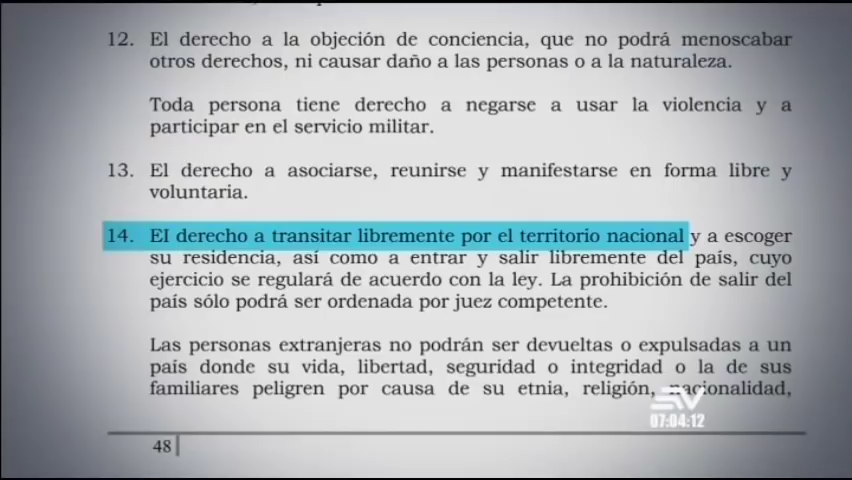 12. El derecho a la objeción de conciencia, que no podrá menoscabar
otros derechos, ni causar daño a las personas o a la naturaleza.
Toda persona tiene derecho a negarse a usar la violencia y a
participar en el servicio militar.
13. El derecho a asociarse, reunirse y manifestarse en forma libre y
voluntaria.
14. El derecho a transitar libremente por el territorio nacional y a escoger
su residencia, así como a entrar y salir libremente del país, cuyo
ejercicio se regulará de acuerdo con la ley. La prohibición de salir del
país sólo podrá ser ordenada por juez competente.
Las personas extranjeras no podrán ser devueltas o expulsadas a un
país donde su vida, libertad, seguridad o integridad o la de sus
familiares peligren por causa de su etnia, religión, nacionalidad,
07:04:12
48